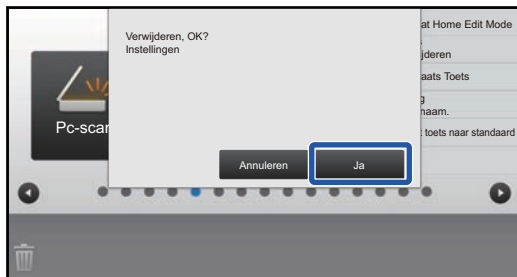 Verwijderen, OK?
Instellingen
at Home Edit Mode
jderen
aats Toets
naam.
toets naar standaard
Pc-scan
Annuleren
Ja